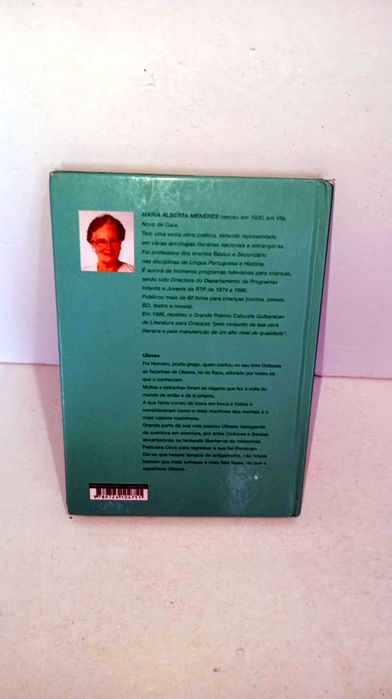 MARIA ALBERTA MENÉRES nasceu em 1930, em Vila
Nova de Gaia.
Tem uma vasta obra poética, estando representada
em várias antologias literárias nacionais e estrangeiras.
Foi professora dos ensinos Básico e Secundário
nas disciplinas de Língua Portuguesa e História.
É autora de inúmeros programas televisivos para crianças,
tendo sido Directora do Departamento de Programas
Infantis e Juvenis da RTP de 1974 a 1986.
Publicou mais de 60 livros para crianças (contos, poesia,
BD, teatro e novela).
Em 1986, recebeu o Grande Prémio Calouste Gulbenkian
de Literatura para Crianças "pelo conjunto da sua obra
literária e pela manutenção de um alto nível de qualidade".
Ulisses
Foi Homero, poeta grego, quem contou no seu livro Odisseia
as façanhas de Ulisses, rei de Ítaca, adorado por todos os
que o conheciam.
Muitas e estranhas foram as viagens que fez à volta do
mundo de então e de si próprio.
A sua fama correu de boca em boca e todos o
consideravam como o mais manhoso dos mortais e o
mais valente marinheiro.
Grande parte da sua vida passou Ulisses navegando
de aventura em aventura, por entre Ciclopes e Sereias
encantatórias ou tentando libertar-se da misteriosa
Feiticeira Circe para regressar à sua fiel Penélope.
Diz-se que nesses tempos de antigamente, não houve
homem que mais sofresse e mais feliz fosse, do que o
espantoso Ulisses.